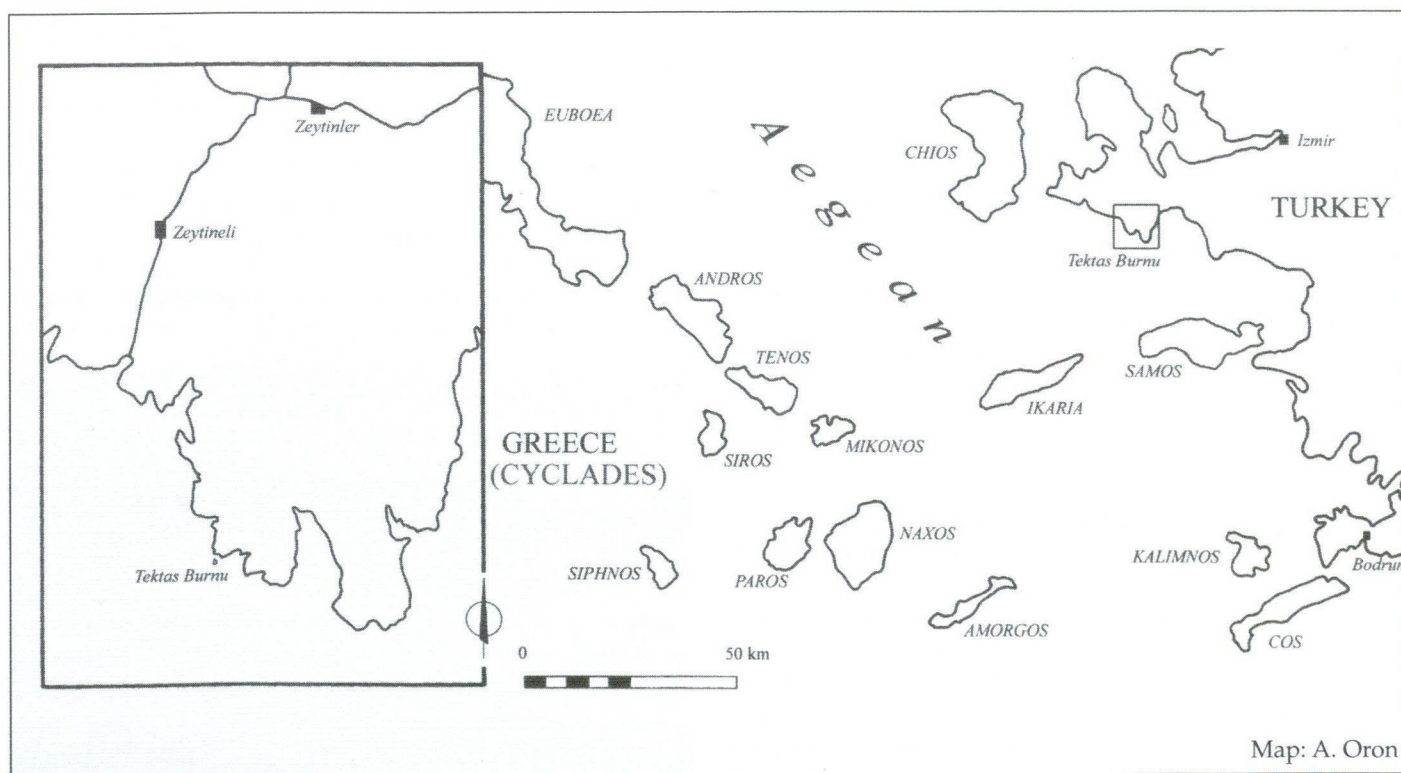 Zeytinler
Zeytineli
Tektas Burnu
EUBOEA
Aegean
CHIOS
Izmir
TURKEY
Tektas Burnu
ANDROS
TENOS
SAMOS
IKARIA
SIROS
MIKONOS
GREECE
(CYCLADES)
NAXOS
SIPHNOS
PAROS
KALIMNOS
Bodrum
AMORGOS
COS
0 50 km
Map: A. Oron